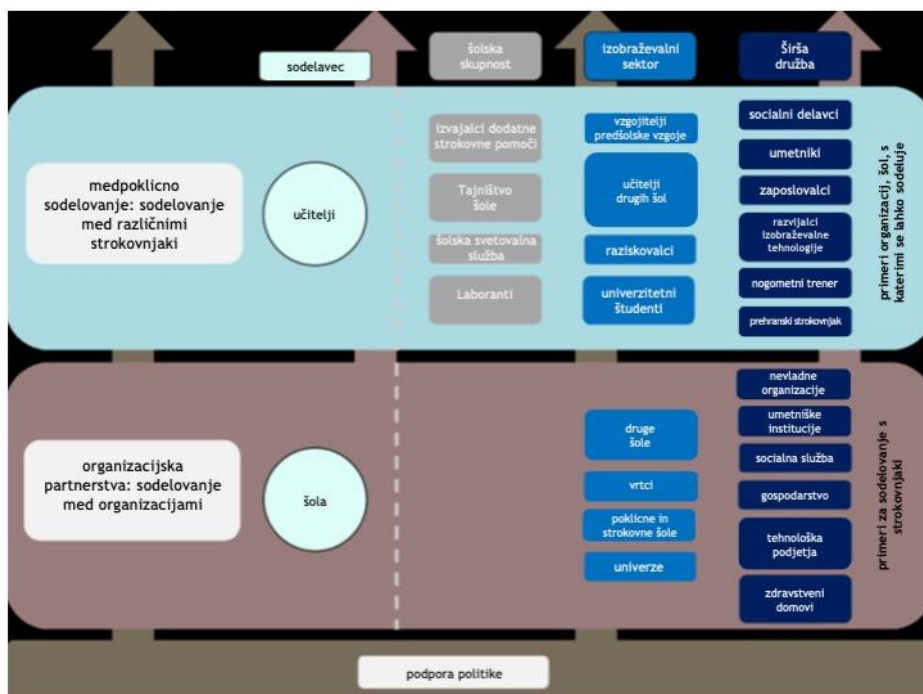 sodelavec
šolska
skupnost
izobraževalni
sektor
Širša
družba
medpoklicno
sodelovanje: sodelovanje
med različnimi
strokovnjaki
učitelji
izvajalci dodatne
strokovne pomoči
Tajništvo
šole
šolska svetovalna
služba
Laboranti
vzgojitelji
predšolske vzgoje
učitelji
drugih šol
raziskovalci
univerzitetni
študenti
socialni delavci
umetniki
zaposlovalci
razvijalci
izobraževalne
tehnologije
nogometni trener
prehranski strokovnjak
primeri organizacij, šol, s
katerimi se lahko sodeluje
organizacijska
partnerstva: sodelovanje
med organizacijami
šola
druge
šole
vrtci
poklicne in
strokovne šole
univerze
nevladne
organizacije
umetniške
institucije
socialna služba
gospodarstvo
tehnološka
podjetja
zdravstveni
domovi
primeri za sodelovanje s
strokovnjaki
podpora politike